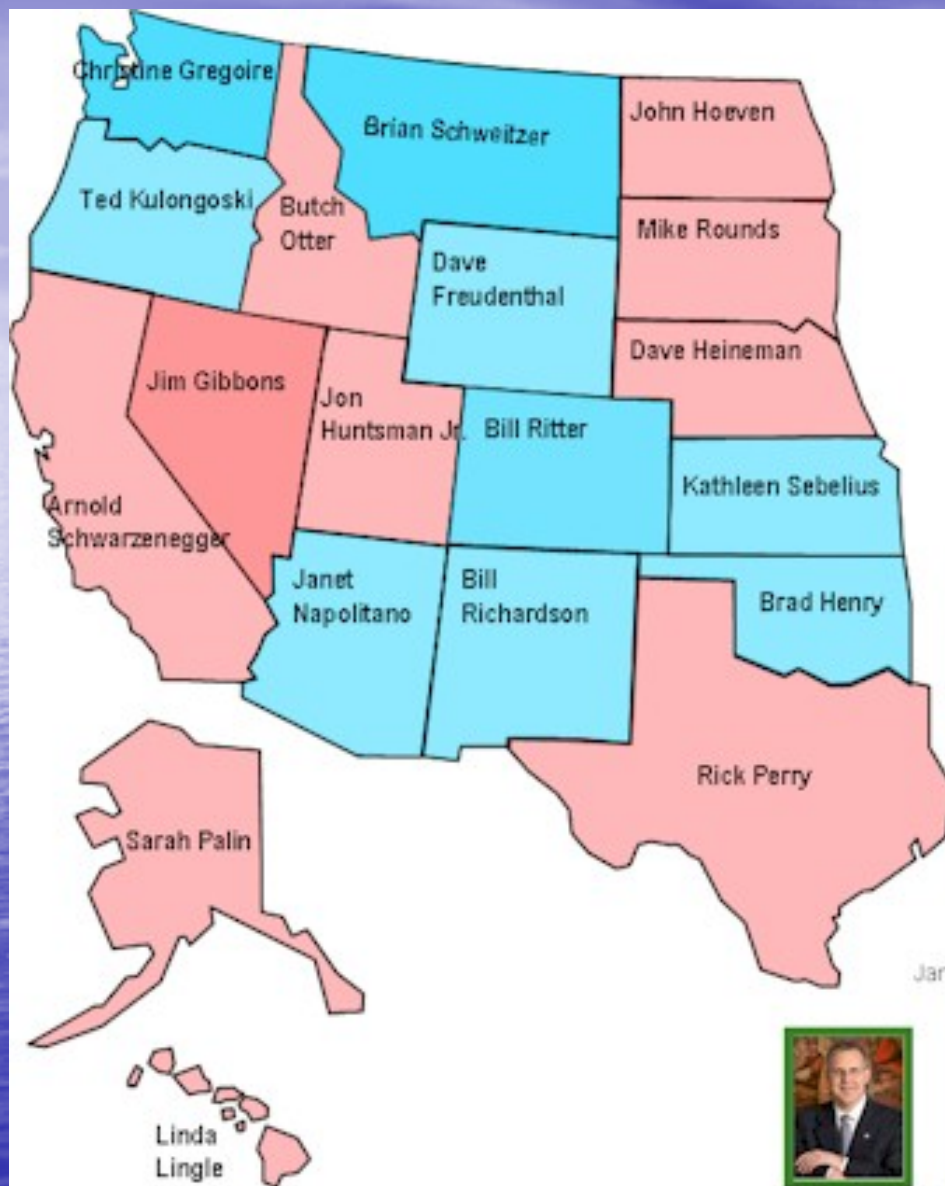 Christine Gregoire
Brian Schweitzer
John Hoeven
Ted Kulongoski
Butch
Otter
Mike Rounds
Dave
Freudenthal
Dave Heineman
Jim Gibbons
Jon
Huntsman Jr.
Bill Ritter
Kathleen Sebelius
Arnold
Schwarzenegger
Janet
Napolitano
Bill
Richardson
Brad Henry
Rick Perry
Sarah Palin
Jan
Linda
Lingle